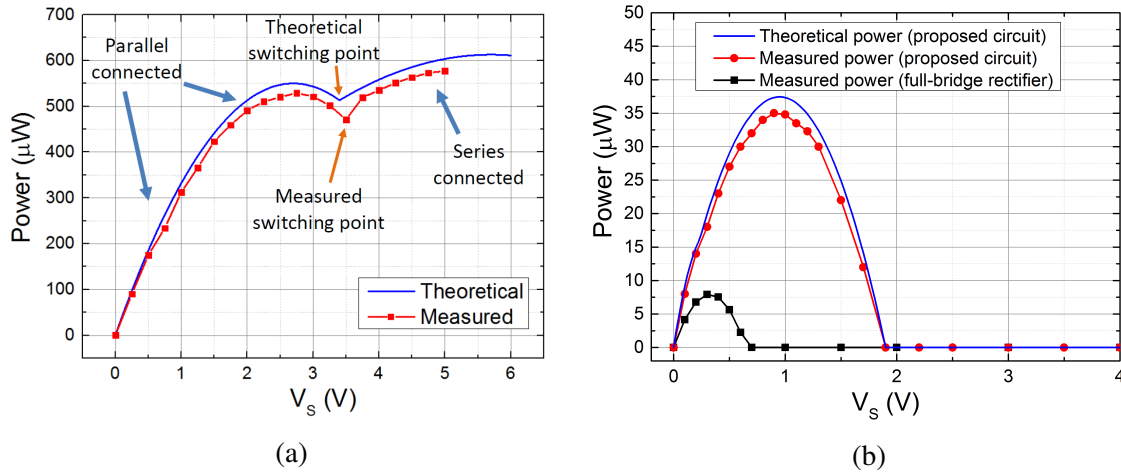 Power (µW)
700
600
500
400
300
200
100
0
0 1 2 3 4 5 6
V_S (V)
Parallel
connected
Theoretical
switching point
Measured
switching point
Series
connected
Theoretical
Measured
(a)
Power (µW)
50
45
40
35
30
25
20
15
10
5
0
0 1 2 3 4
V_S (V)
Theoretical power (proposed circuit)
Measured power (proposed circuit)
Measured power (full-bridge rectifier)
(b)